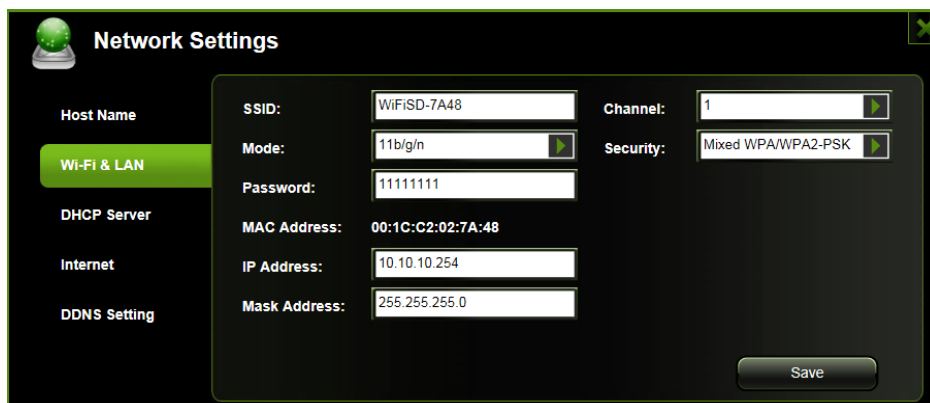 Network Settings
Host Name
Wi-Fi & LAN
DHCP Server
Internet
DDNS Setting
SSID: WiFiSD-7A48 Channel: 1
Mode: 11b/g/n Security: Mixed WPA/WPA2-PSK
Password: 11111111
MAC Address: 00:1C:C2:02:7A:48
IP Address: 10.10.10.254
Mask Address: 255.255.255.0
Save